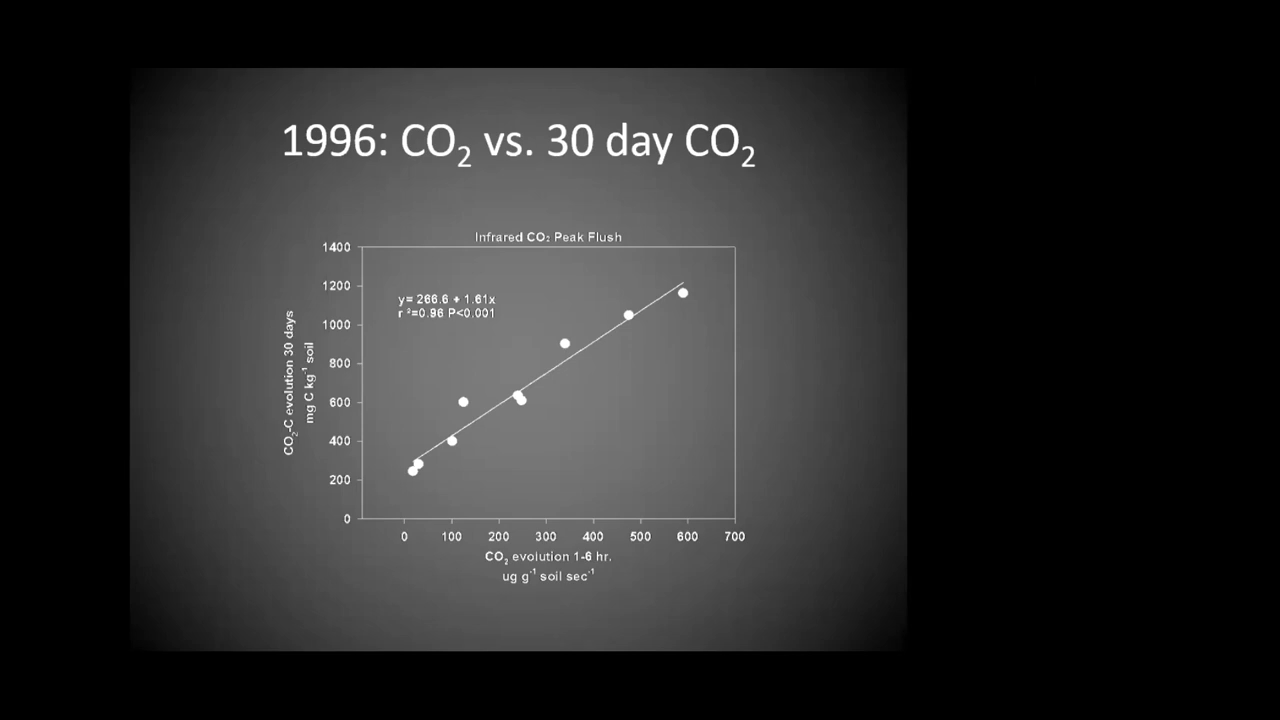 1996: CO₂ vs. 30 day CO₂
Infrared CO₂ Peak Flush
1400
1200
1000
800
600
400
200
0
y= 266.6 + 1.61x
r ²=0.96 P<0.001
CO₂-C evolution 30 days
mg C kg⁻¹ soil
0 100 200 300 400 500 600 700
CO₂ evolution 1-6 hr.
ug g⁻¹ soil sec⁻¹